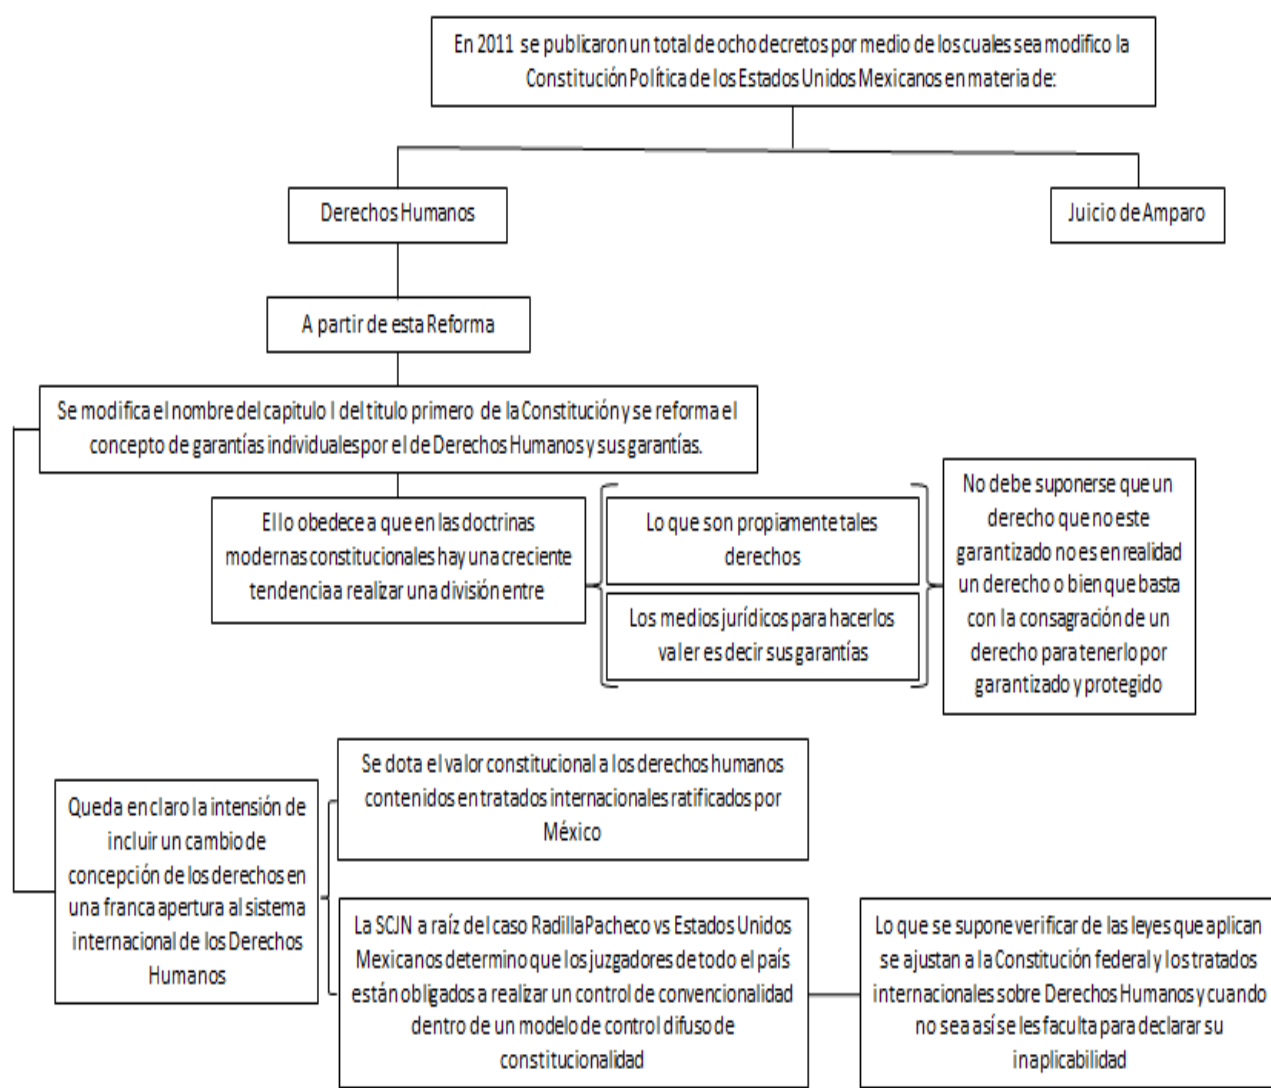 En 2011 se publicaron un total de ocho decretos por medio de los cuales sea modifico la
Constitución Política de los Estados Unidos Mexicanos en materia de:
Derechos Humanos
Juicio de Amparo
A partir de esta Reforma
Se modifica el nombre del capitulo I del titulo primero de la Constitución y se reforma el
concepto de garantías individuales por el de Derechos Humanos y sus garantías.
Ello obedece a que en las doctrinas
modernas constitucionales hay una creciente
tendencia a realizar una división entre
Lo que son propiamente tales
derechos
Los medios jurídicos para hacerlos
valer es decir sus garantías
No debe suponerse que un
derecho que no este
garantizado no es en realidad
un derecho o bien que basta
con la consagración de un
derecho para tenerlo por
garantizado y protegido
Queda en claro la intensión de
incluir un cambio de
concepción de los derechos en
una franca apertura al sistema
internacional de los Derechos
Humanos
Se dota el valor constitucional a los derechos humanos
contenidos en tratados internacionales ratificados por
México
La SCJN a raíz del caso Radilla Pacheco vs Estados Unidos
Mexicanos determino que los juzgadores de todo el país
están obligados a realizar un control de convencionalidad
dentro de un modelo de control difuso de
constitucionalidad
Lo que se supone verificar de las leyes que aplican
se ajustan a la Constitución federal y los tratados
internacionales sobre Derechos Humanos y cuando
no sea así se les faculta para declarar su
inaplicabilidad